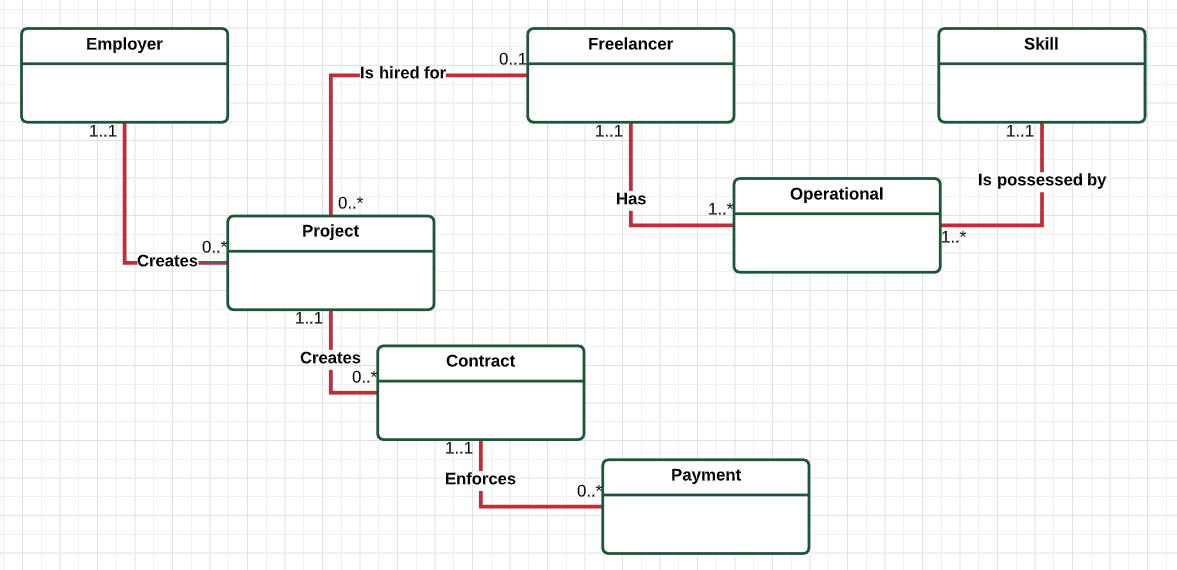 Employer
Freelancer
Skill
0..1
Is hired for
1..1
1..1
1..1
Is possessed by
Operational
Has
0..*
1..*
Project
1..*
0..*
Creates
1..1
Creates
Contract
0..*
1..1
Enforces
Payment
0..*